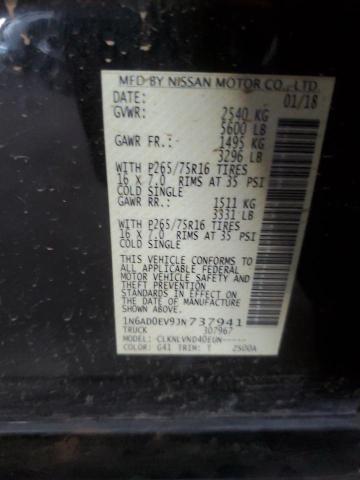 MFD BY NISSAN MOTOR CO., LTD.
DATE: 01/18
GVWR: 2540 KG
5600 LB
GAWR FR.: 1495 KG
3296 LB
WITH P265/75R16 TIRES
16 X 7.0 RIMS AT 35 PSI
COLD SINGLE
GAWR RR.: 1511 KG
3331 LB
WITH P265/75R16 TIRES
16 X 7.0 RIMS AT 35 PSI
COLD SINGLE
THIS VEHICLE CONFORMS
TO ALL APPLICABLE FEDERAL
MOTOR VEHICLE SAFETY AND
THEFT PREVENTION
STANDARDS IN EFFECT ON
THE DATE OF MANUFACTURE
SHOWN ABOVE.
1N6AD0EV9JN737941
TRUCK 307967
MODEL: CLKNLVND40EUN-----
COLOR: G41 TRIM: T 2500A